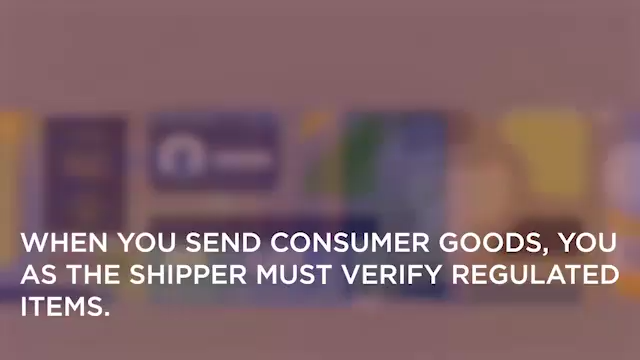 WHEN YOU SEND CONSUMER GOODS, YOU
AS THE SHIPPER MUST VERIFY REGULATED
ITEMS.